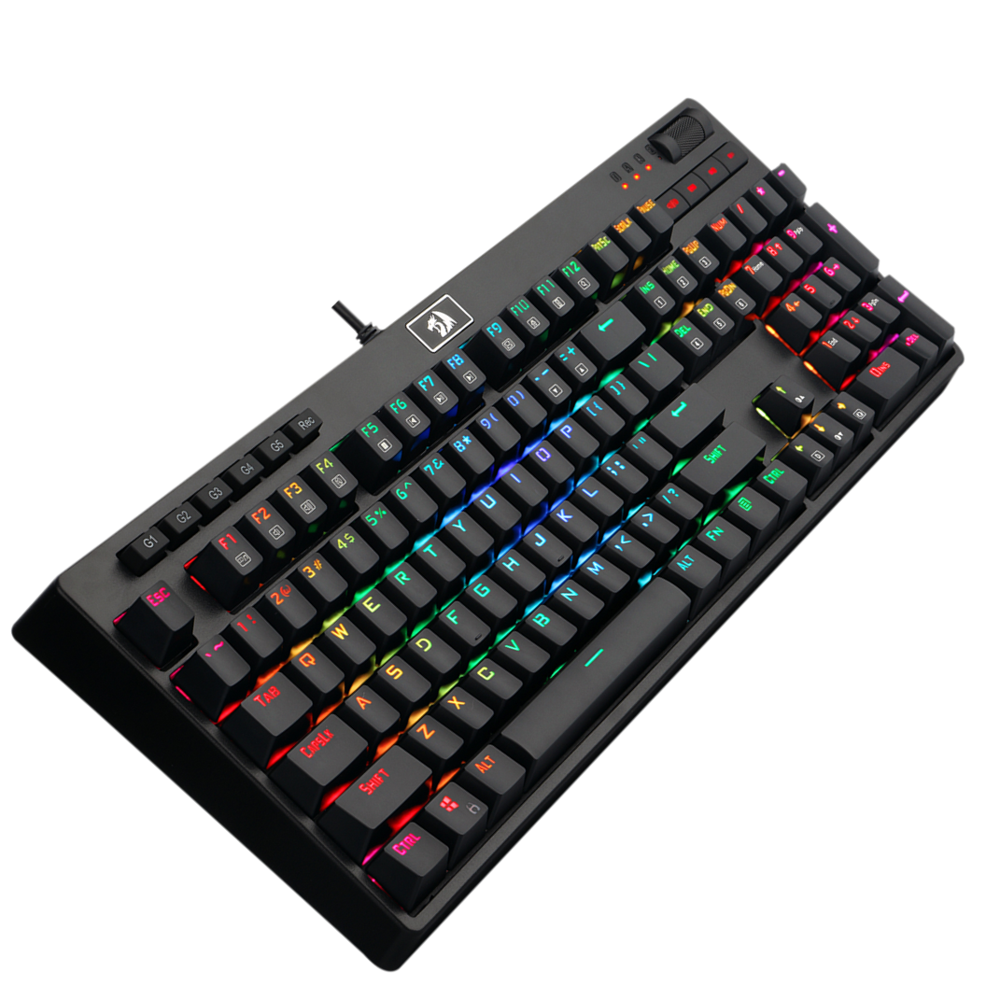 G1 G2 G3 G4 G5 Rec
ESC F1 F2 F3 F4 F5 F6 F7 F8 F9 F10 F11 F12 PRTSC SCRLK PAUSE
` ~ 1 ! 2 @ 3 # 4 $ 5 % 6 ^ 7 & 8 * 9 ( 0 ) - _ = + ←
INS HOME PGUP NUM / * -
TAB Q W E R T Y U I O P [ { ] } \ |
DEL END PGDN 7 Home 8 ↑ 9 PgUp +
CAPSLK A S D F G H J K L ; : ' "
4 ← 5 6 →
SHIFT Z X C V B N M , < . > / ? SHIFT
1 End 2 ↓ 3 PgDn
CTRL ALT ALT FN CTRL
0 INS . DEL